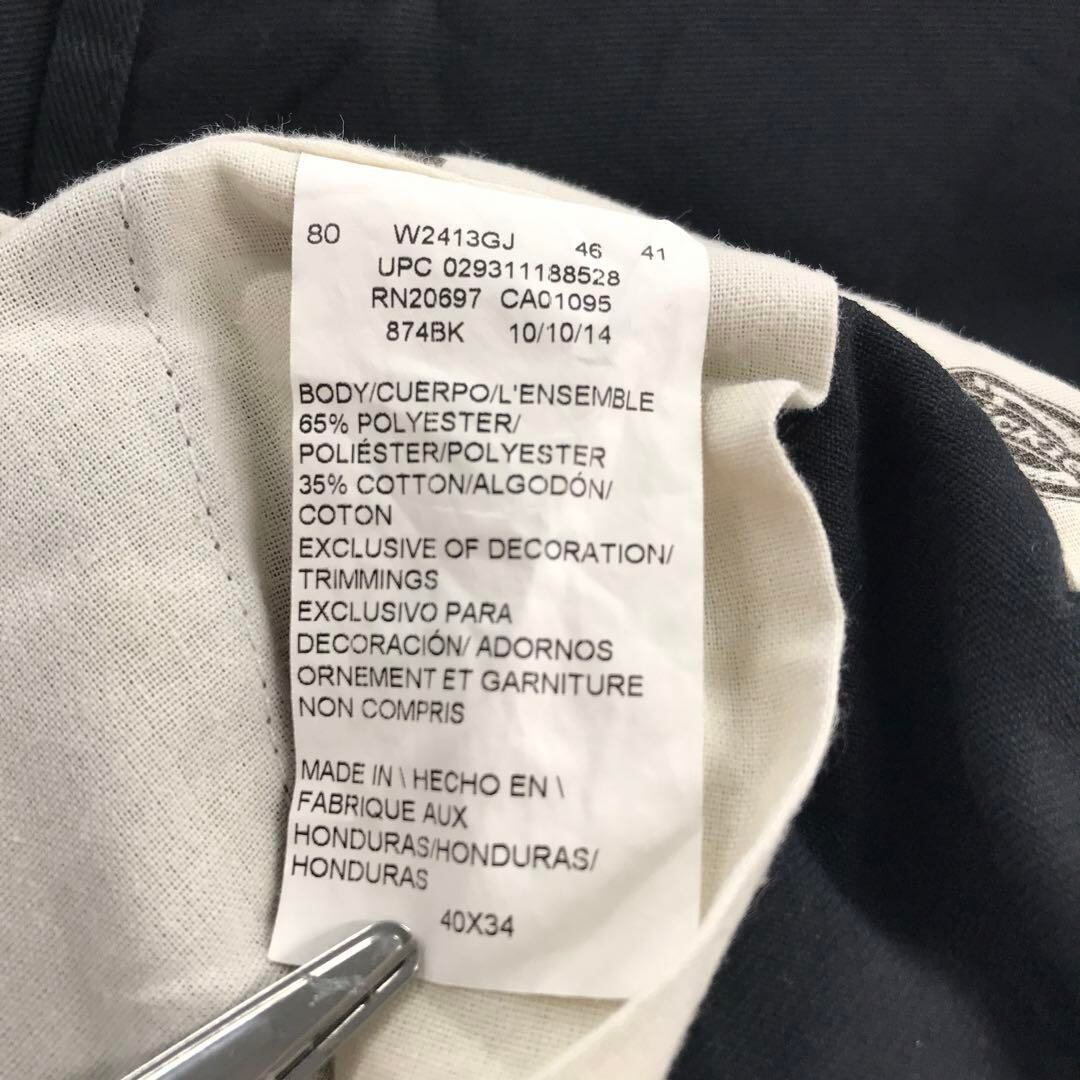 80 W2413GJ 46 41
UPC 029311188528
RN20697 CA01095
874BK 10/10/14
BODY/CUERPO/L'ENSEMBLE
65% POLYESTER/
POLIÉSTER/POLYESTER
35% COTTON/ALGODÓN/
COTON
EXCLUSIVE OF DECORATION/
TRIMMINGS
EXCLUSIVO PARA
DECORACIÓN/ ADORNOS
ORNEMENT ET GARNITURE
NON COMPRIS
MADE IN \ HECHO EN \
FABRIQUE AUX
HONDURAS/HONDURAS/
HONDURAS
40X34